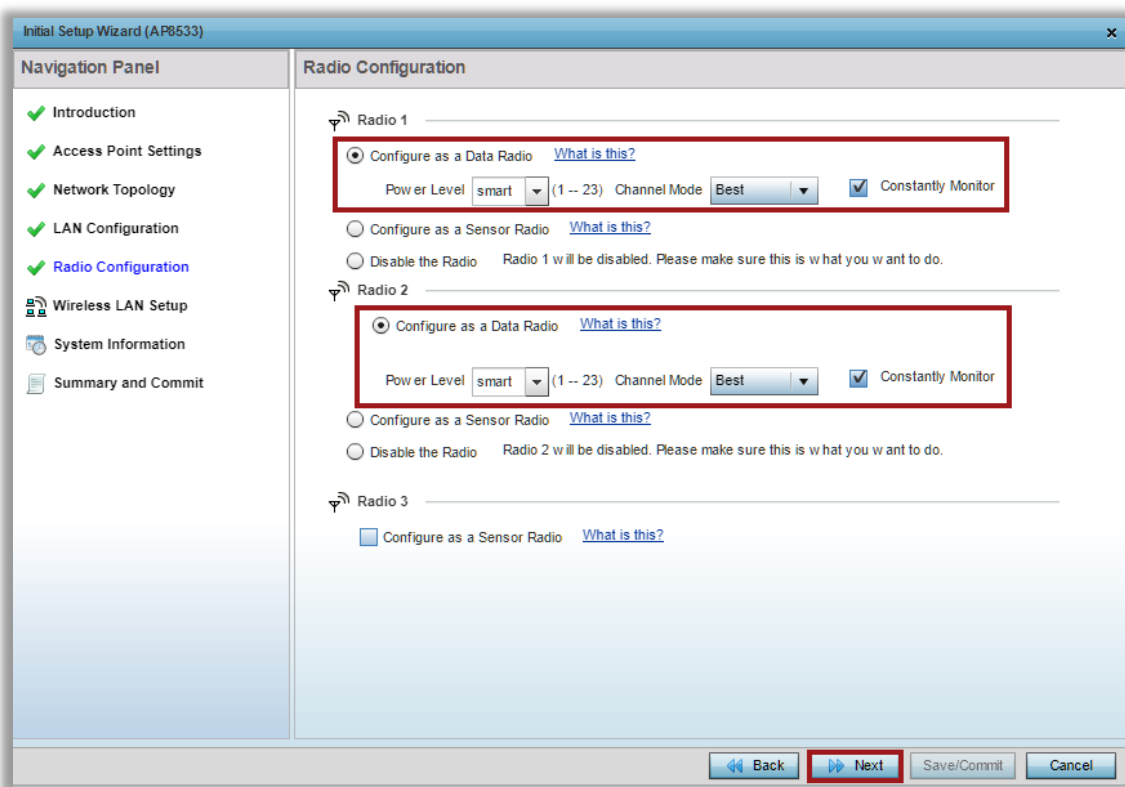 Initial Setup Wizard (AP8533)
Navigation Panel
Introduction
Access Point Settings
Network Topology
LAN Configuration
Radio Configuration
Wireless LAN Setup
System Information
Summary and Commit
Radio Configuration
Radio 1
Configure as a Data Radio What is this?
Power Level smart (1 -- 23) Channel Mode Best Constantly Monitor
Configure as a Sensor Radio What is this?
Disable the Radio Radio 1 will be disabled. Please make sure this is what you want to do.
Radio 2
Configure as a Data Radio What is this?
Power Level smart (1 -- 23) Channel Mode Best Constantly Monitor
Configure as a Sensor Radio What is this?
Disable the Radio Radio 2 will be disabled. Please make sure this is what you want to do.
Radio 3
Configure as a Sensor Radio What is this?
Back Next Save/Commit Cancel